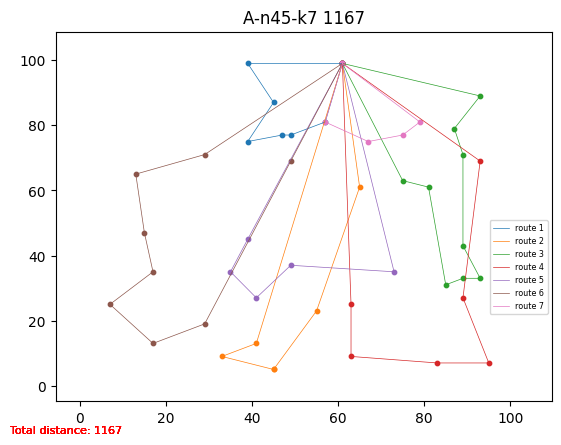 A-n45-k7 1167
100
80
60
40
20
0
0 20 40 60 80 100
route 1
route 2
route 3
route 4
route 5
route 6
route 7
Total distance: 1167